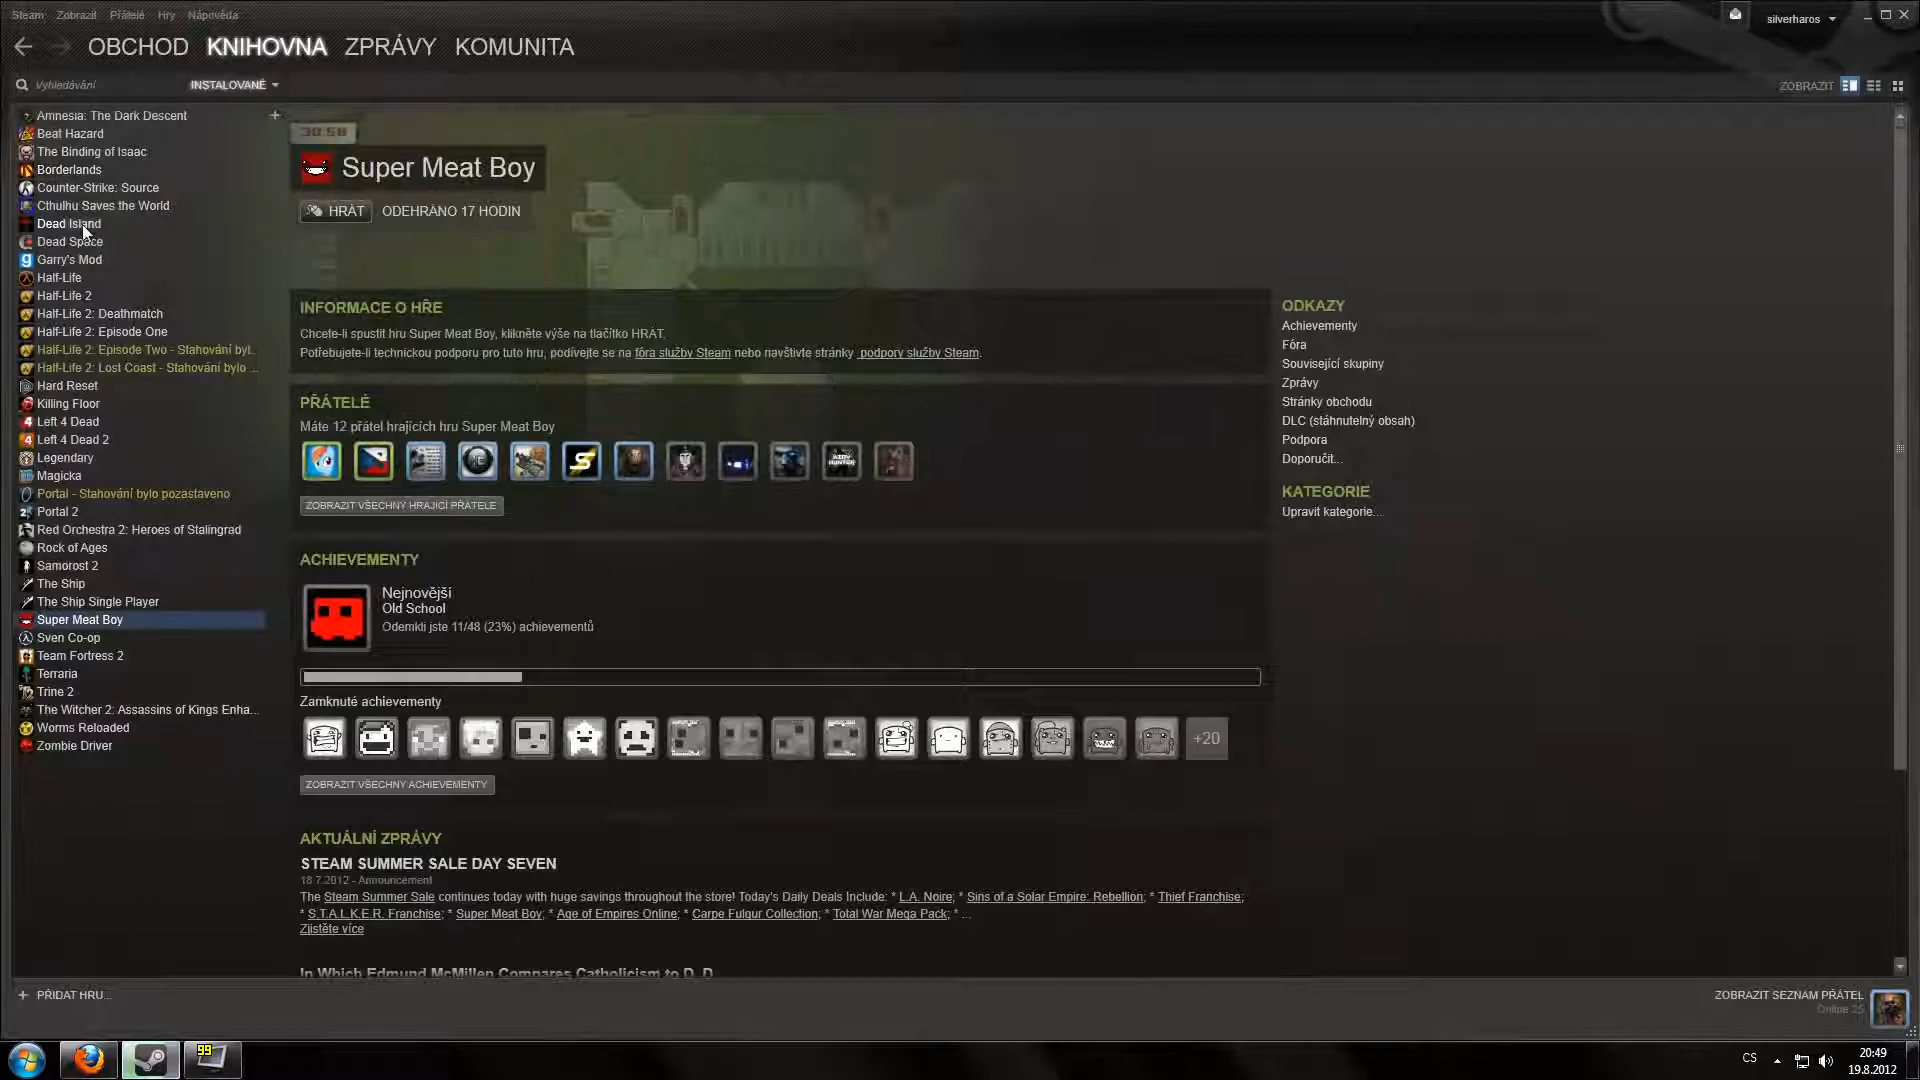 Steam Zobrazit Přátelé Hry Nápověda
silverharos
OBCHOD KNIHOVNA ZPRÁVY KOMUNITA
Vyhledávání
INSTALOVANÉ
ZOBRAZIT
Amnesia: The Dark Descent
Beat Hazard
The Binding of Isaac
Borderlands
Counter-Strike: Source
Cthulhu Saves the World
Dead Island
Dead Space
Garry's Mod
Half-Life
Half-Life 2
Half-Life 2: Deathmatch
Half-Life 2: Episode One
Half-Life 2: Episode Two - Stahování byl...
Half-Life 2: Lost Coast - Stahování bylo ...
Hard Reset
Killing Floor
Left 4 Dead
Left 4 Dead 2
Legendary
Magicka
Portal - Stahování bylo pozastaveno
Portal 2
Red Orchestra 2: Heroes of Stalingrad
Rock of Ages
Samorost 2
The Ship
The Ship Single Player
Super Meat Boy
Sven Co-op
Team Fortress 2
Terraria
Trine 2
The Witcher 2: Assassins of Kings Enha...
Worms Reloaded
Zombie Driver
30:58
Super Meat Boy
HRÁT
ODEHRÁNO 17 HODIN
INFORMACE O HŘE
Chcete-li spustit hru Super Meat Boy, klikněte výše na tlačítko HRÁT.
Potřebujete-li technickou podporu pro tuto hru, podívejte se na fóra služby Steam nebo navštivte stránky podpory služby Steam.
PŘÁTELÉ
Máte 12 přátel hrajících hru Super Meat Boy
ZOBRAZIT VŠECHNY HRAJÍCÍ PŘÁTELE
ACHIEVEMENTY
Nejnovější
Old School
Odemkli jste 11/48 (23%) achievementů
Zamknuté achievementy
+20
ZOBRAZIT VŠECHNY ACHIEVEMENTY
AKTUÁLNÍ ZPRÁVY
STEAM SUMMER SALE DAY SEVEN
18.7.2012 - Announcement
The Steam Summer Sale continues today with huge savings throughout the store! Today's Daily Deals Include: * L.A. Noire; * Sins of a Solar Empire: Rebellion; * Thief Franchise;
* S.T.A.L.K.E.R. Franchise; * Super Meat Boy; * Age of Empires Online; * Carpe Fulgur Collection; * Total War Mega Pack; * ...
Zjistěte více
In Which Edmund McMillen Compares Catholicism to D, D
ODKAZY
Achievementy
Fóra
Související skupiny
Zprávy
Stránky obchodu
DLC (stáhnutelný obsah)
Podpora
Doporučit...
KATEGORIE
Upravit kategorie...
PŘIDAT HRU...
ZOBRAZIT SEZNAM PŘÁTEL
Online 25
99
CS
20:49
19.8.2012